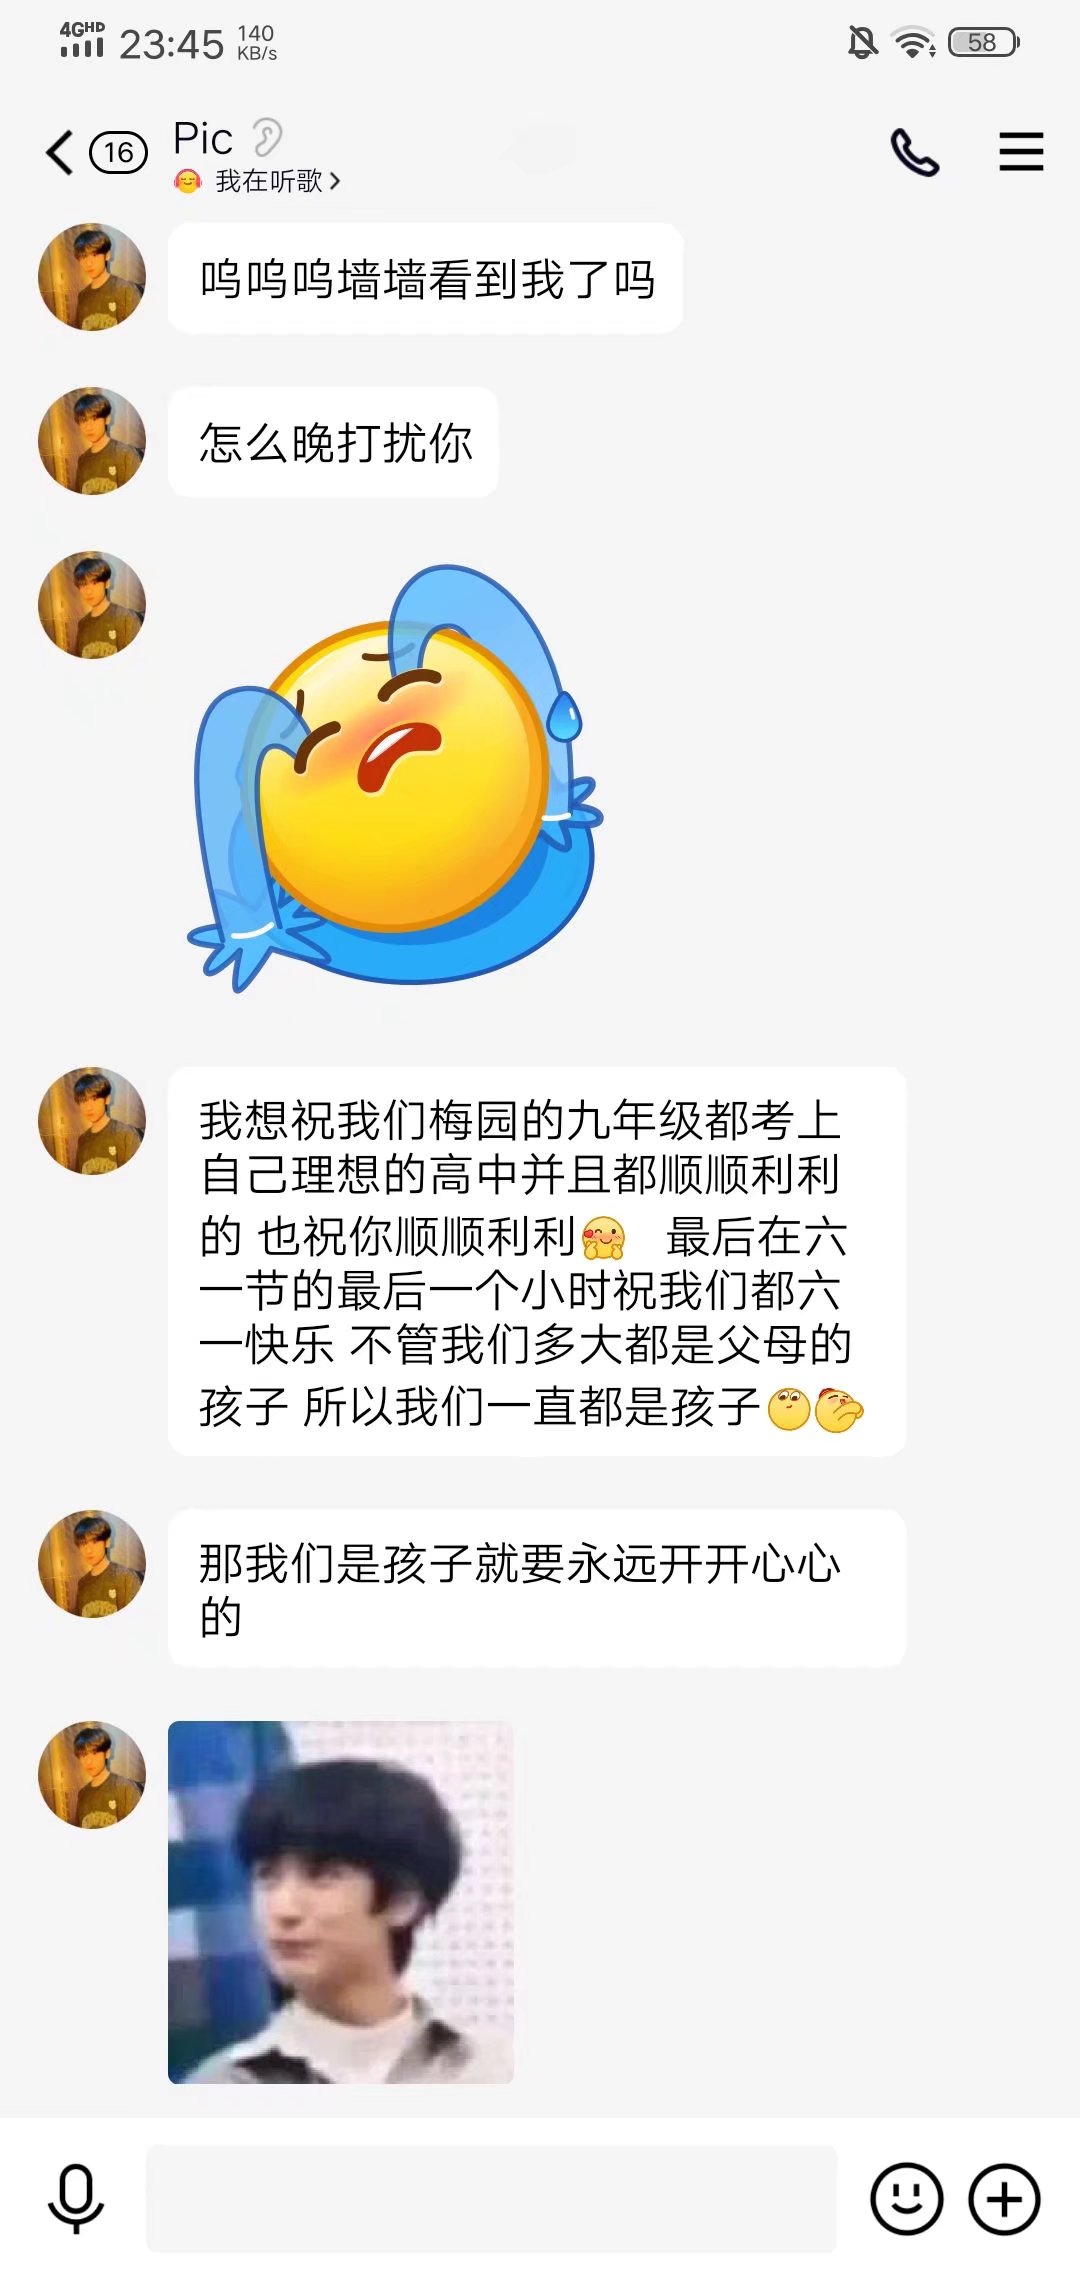 4GHD 23:45 140 KB/s 58
16 Pic
我在听歌
呜呜呜墙墙看到我了吗
怎么晚打扰你
我想祝我们梅园的九年级都考上
自己理想的高中并且都顺顺利利
的 也祝你顺顺利利 最后在六
一节的最后一个小时祝我们都六
一快乐 不管我们多大都是父母的
孩子 所以我们一直都是孩子
那我们是孩子就要永远开开心心
的